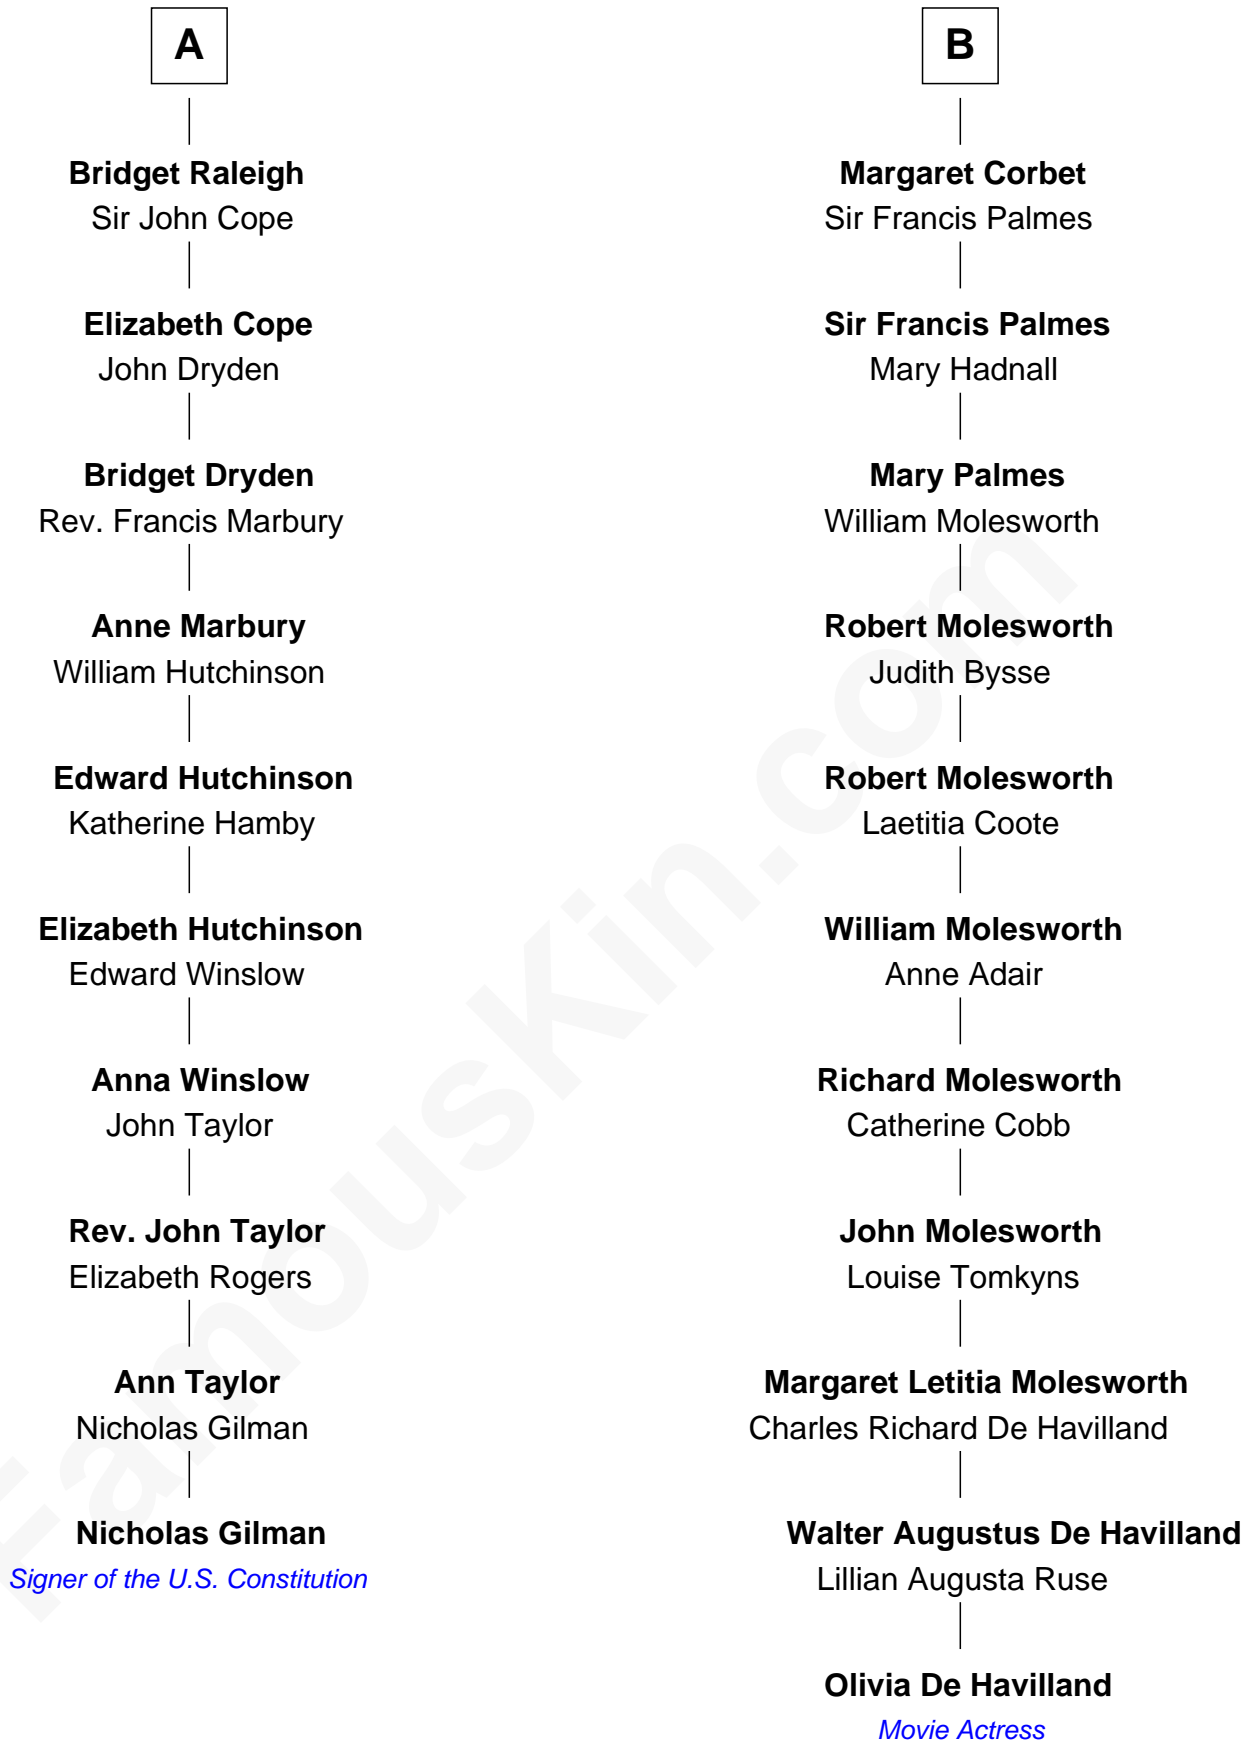 A
Bridget Raleigh
Sir John Cope
Elizabeth Cope
John Dryden
Bridget Dryden
Rev. Francis Marbury
Anne Marbury
William Hutchinson
Edward Hutchinson
Katherine Hamby
Elizabeth Hutchinson
Edward Winslow
Anna Winslow
John Taylor
Rev. John Taylor
Elizabeth Rogers
Ann Taylor
Nicholas Gilman
Nicholas Gilman
Signer of the U.S. Constitution
B
Margaret Corbet
Sir Francis Palmes
Sir Francis Palmes
Mary Hadnall
Mary Palmes
William Molesworth
Robert Molesworth
Judith Bysse
Robert Molesworth
Laetitia Coote
William Molesworth
Anne Adair
Richard Molesworth
Catherine Cobb
John Molesworth
Louise Tomkyns
Margaret Letitia Molesworth
Charles Richard De Havilland
Walter Augustus De Havilland
Lillian Augusta Ruse
Olivia De Havilland
Movie Actress
FamousKin.com